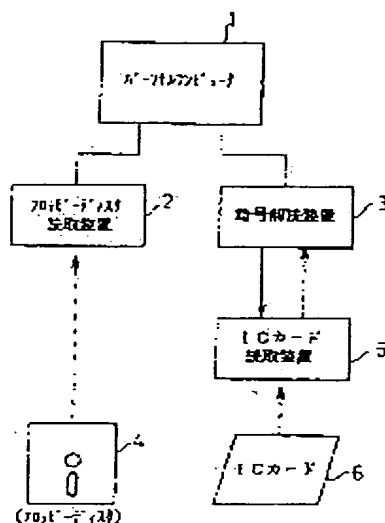 1
パーソナルコンピュータ
フロッピーディスク
読取装置
2
暗号解読装置
3
ICカード
読取装置
5
4
(フロッピーディスク)
ICカード
6